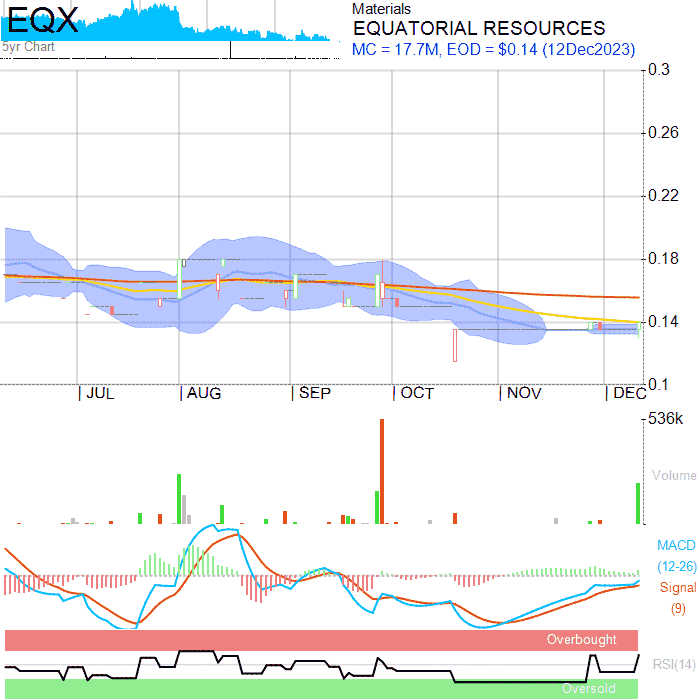 EQX
5yr Chart
Materials
EQUATORIAL RESOURCES
MC = 17.7M, EOD = $0.14 (12Dec2023)
0.3
0.26
0.22
0.18
0.14
0.1
JUL AUG SEP OCT NOV DEC
536k
Volume
MACD
(12-26)
Signal
(9)
Overbought
RSI(14)
Oversold